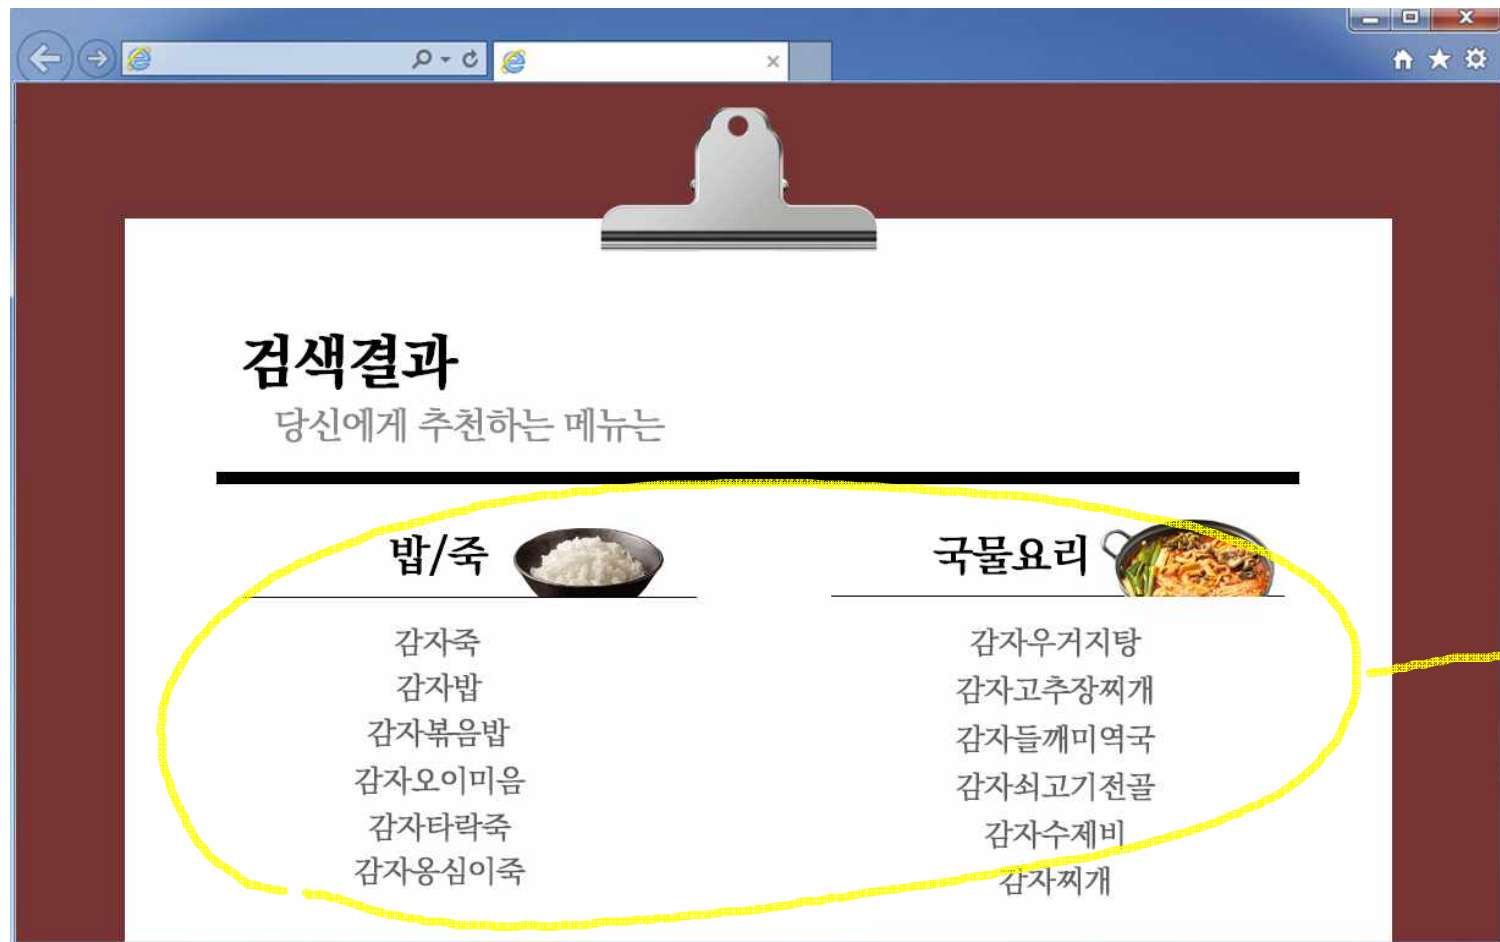 검색결과
당신에게 추천하는 메뉴는
밥/죽
감자죽
감자밥
감자볶음밥
감자오이미음
감자타락죽
감자옹심이죽
국물요리
감자우거지탕
감자고추장찌개
감자들깨미역국
감자쇠고기전골
감자수제비
감자찌개